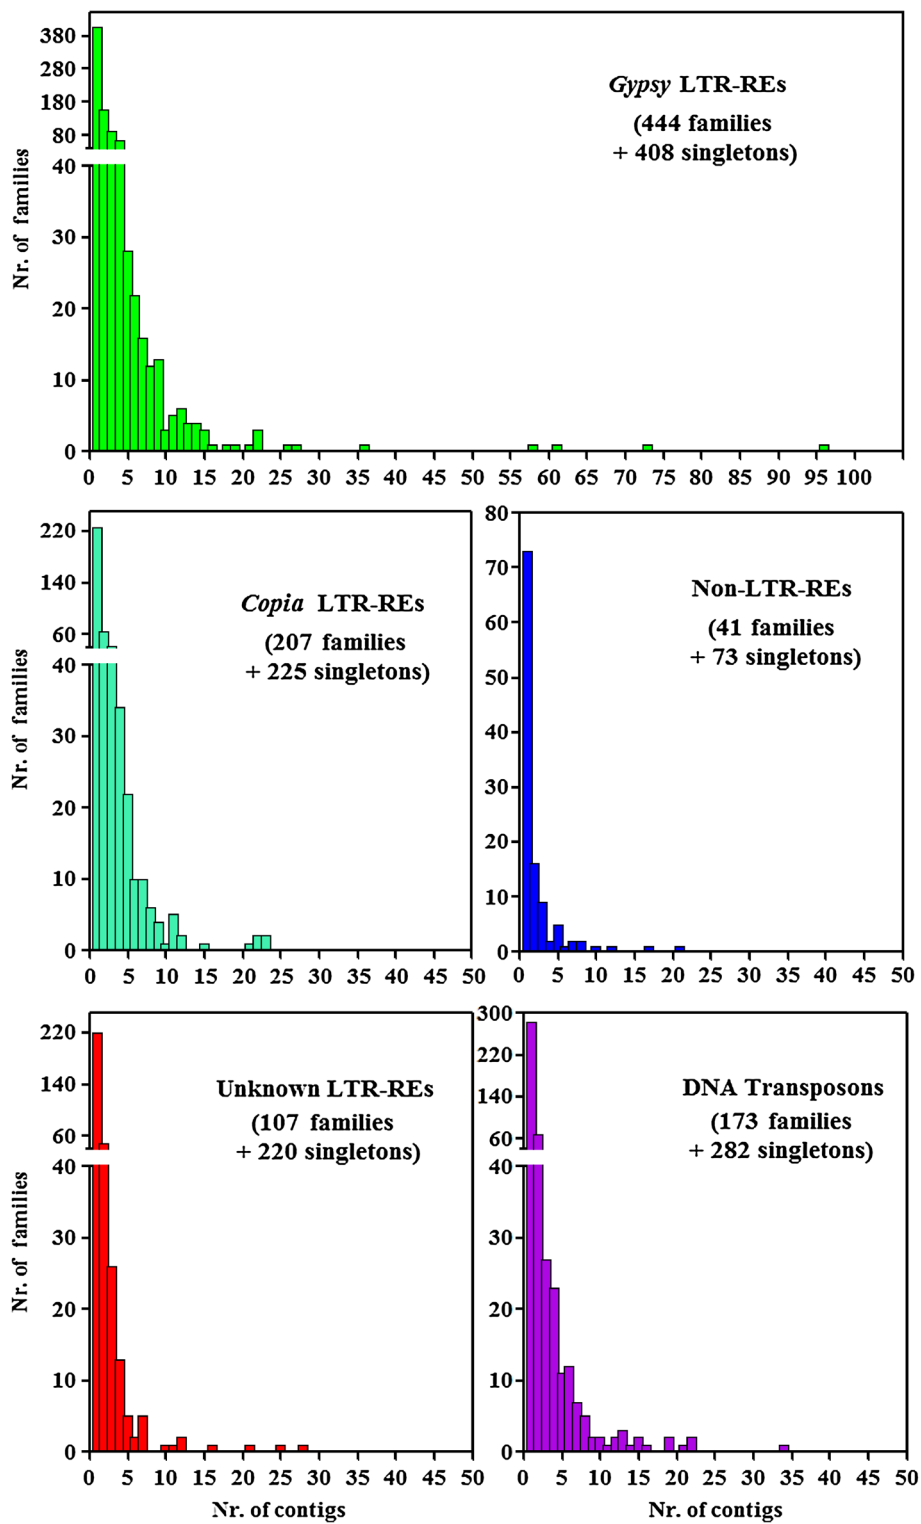 Nr. of families
380
280
180
80
40
30
20
10
0
Gypsy LTR-REs
(444 families
+ 408 singletons)
0 5 10 15 20 25 30 35 40 45 50 55 60 65 70 75 80 85 90 95 100
Nr. of families
220
140
60
40
30
20
10
0
Copia LTR-REs
(207 families
+ 225 singletons)
0 5 10 15 20 25 30 35 40 45 50
80
70
60
50
40
30
20
10
0
Non-LTR-REs
(41 families
+ 73 singletons)
0 5 10 15 20 25 30 35 40 45 50
Nr. of families
220
140
60
40
30
20
10
0
Unknown LTR-REs
(107 families
+ 220 singletons)
0 5 10 15 20 25 30 35 40 45 50
Nr. of contigs
300
220
140
60
40
30
20
10
0
DNA Transposons
(173 families
+ 282 singletons)
0 5 10 15 20 25 30 35 40 45 50
Nr. of contigs